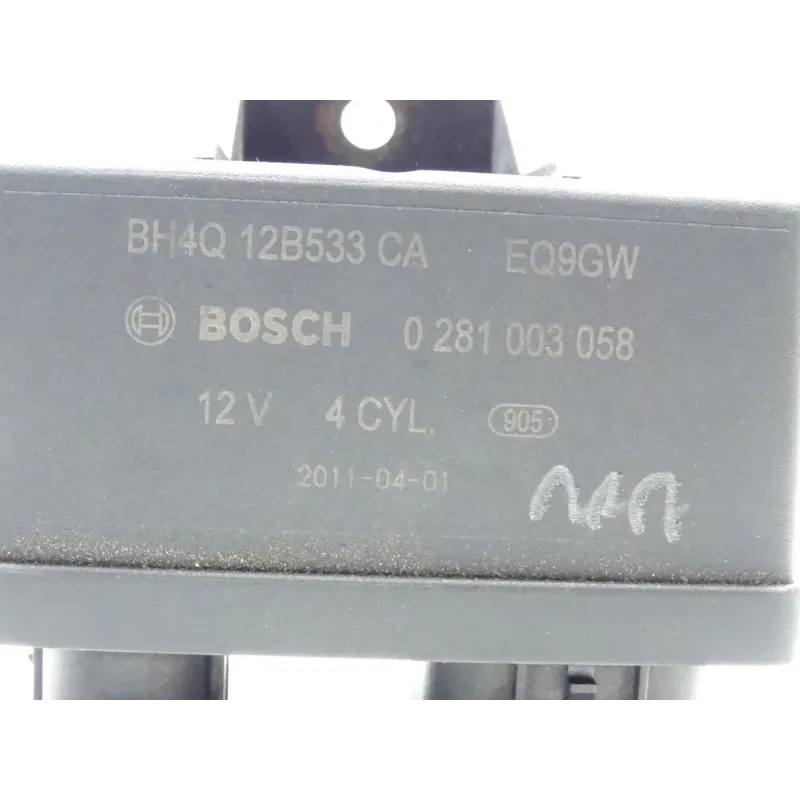 BH4Q 12B533 CA EQ9GW
BOSCH 0 281 003 058
12 V 4 CYL. 905
2011-04-01